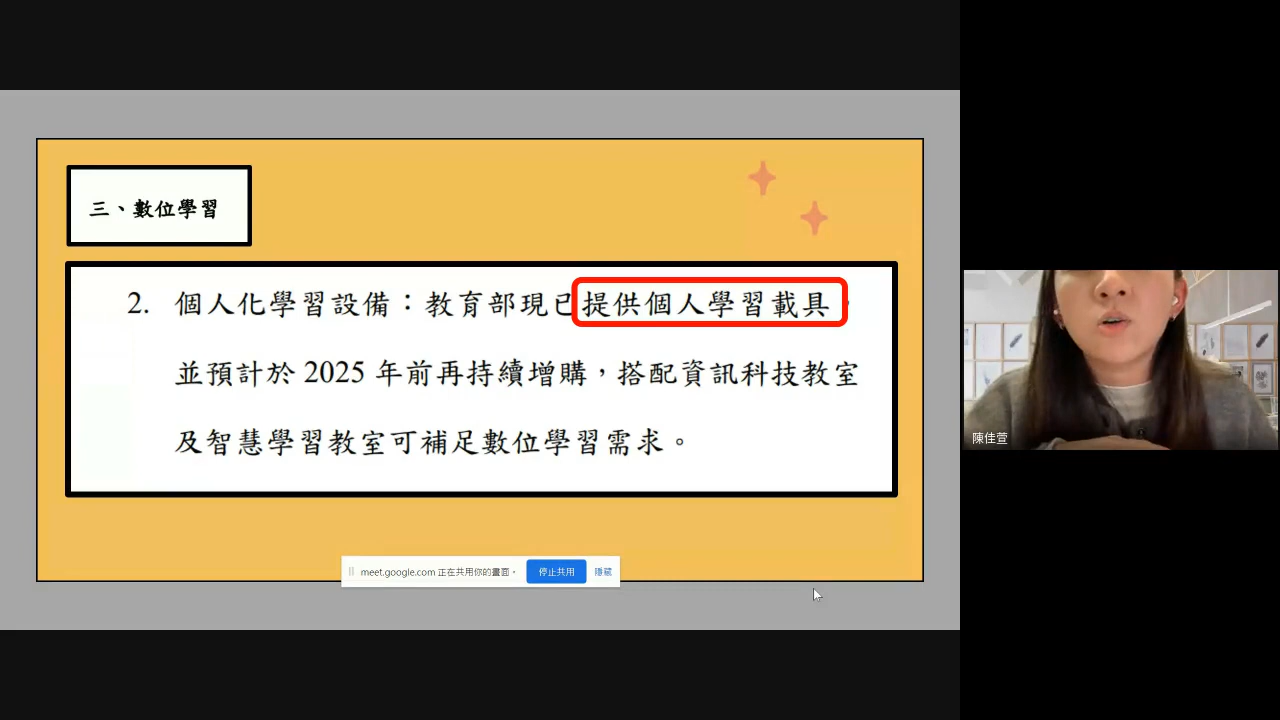 三、數位學習
2. 個人化學習設備：教育部現已提供個人學習載具，
並預計於 2025 年前再持續增購，搭配資訊科技教室
及智慧學習教室可補足數位學習需求。
meet.google.com 正在共用你的畫面。 停止共用 隱藏
陳佳萱